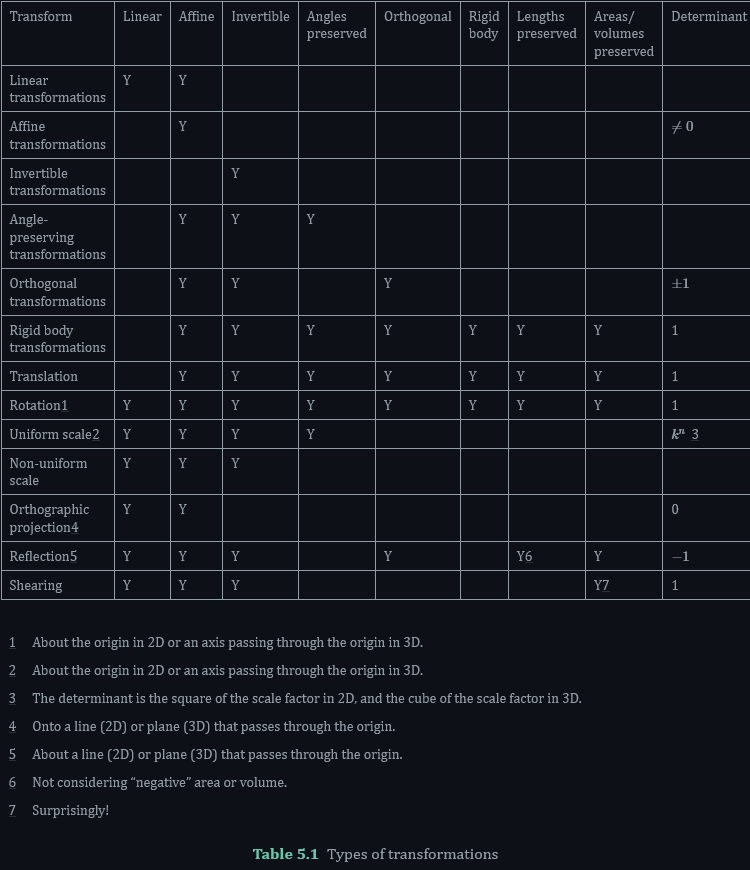 Transform Linear Affine Invertible Angles preserved Orthogonal Rigid body Lengths preserved Areas/ volumes preserved Determinant
Linear transformations Y Y
Affine transformations Y ≠ 0
Invertible transformations Y
Angle-preserving transformations Y Y Y
Orthogonal transformations Y Y Y ±1
Rigid body transformations Y Y Y Y Y Y Y 1
Translation Y Y Y Y Y Y Y 1
Rotation1 Y Y Y Y Y Y Y Y 1
Uniform scale2 Y Y Y Y kⁿ 3
Non-uniform scale Y Y Y
Orthographic projection4 Y Y 0
Reflection5 Y Y Y Y Y6 Y −1
Shearing Y Y Y Y7 1
1 About the origin in 2D or an axis passing through the origin in 3D.
2 About the origin in 2D or an axis passing through the origin in 3D.
3 The determinant is the square of the scale factor in 2D, and the cube of the scale factor in 3D.
4 Onto a line (2D) or plane (3D) that passes through the origin.
5 About a line (2D) or plane (3D) that passes through the origin.
6 Not considering “negative” area or volume.
7 Surprisingly!
Table 5.1 Types of transformations